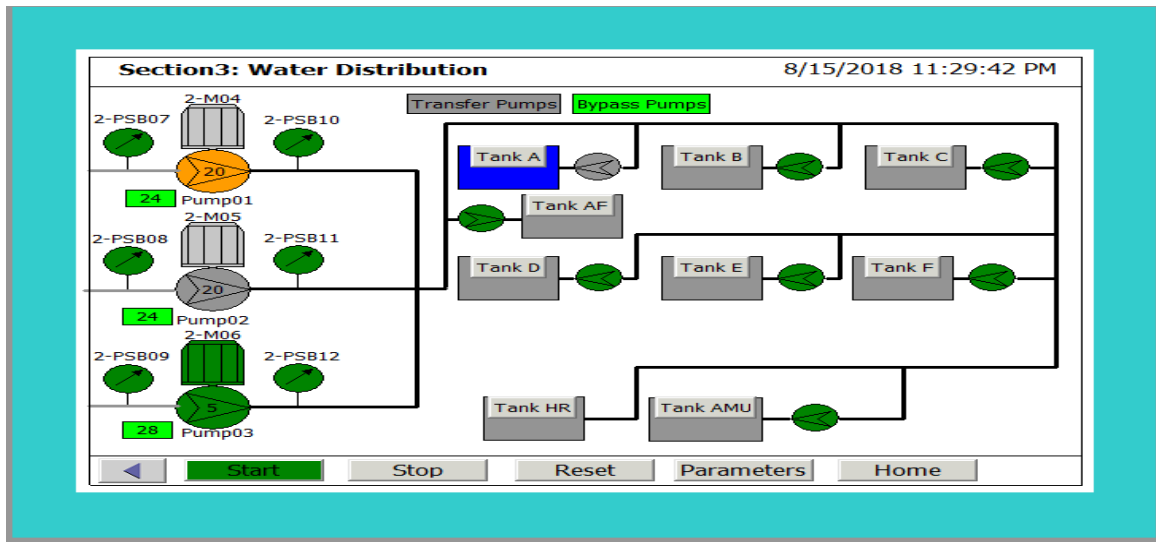 Section3: Water Distribution 8/15/2018 11:29:42 PM
2-M04 Transfer Pumps Bypass Pumps
2-PSB07 2-PSB10
Tank A Tank B Tank C
20
24 Pump01 Tank AF
2-M05
2-PSB08 2-PSB11
Tank D Tank E Tank F
20
24 Pump02
2-M06
2-PSB09 2-PSB12
5 Tank HR Tank AMU
28 Pump03
Start Stop Reset Parameters Home